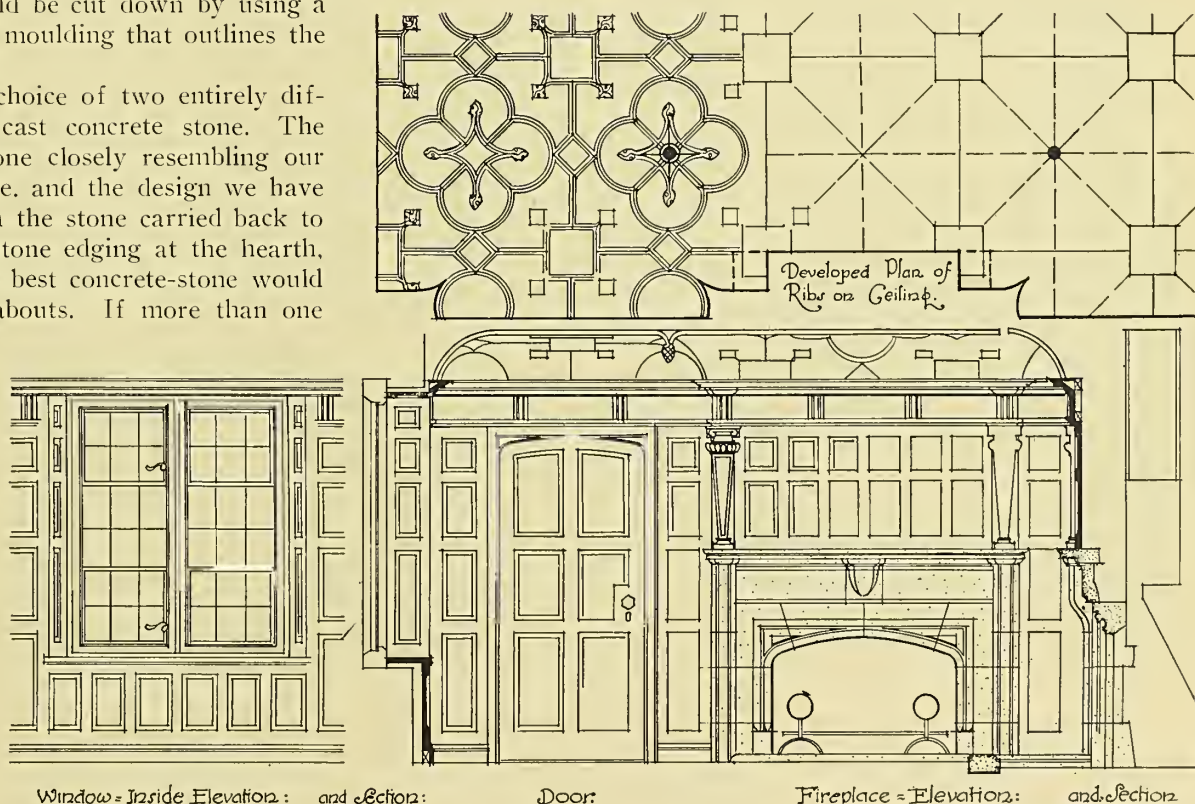 ld be cut down by using a
moulding that outlines the
choice of two entirely dif-
cast concrete stone. The
one closely resembling our
e. and the design we have
the stone carried back to
tone edging at the hearth,
best concrete-stone would
abouts. If more than one
Developed Plan of
Ribs on Ceiling.
Window = Inside Elevation: and Section: Door. Fireplace = Elevation: and Section